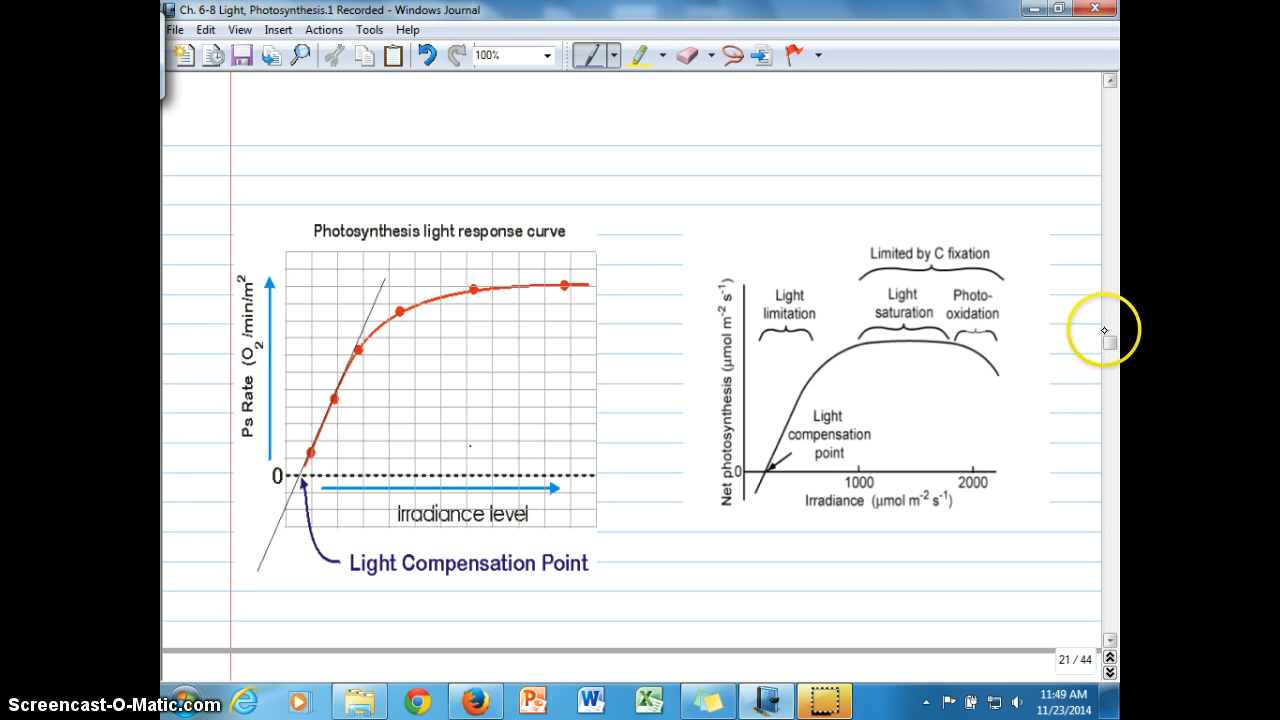 Ch. 6-8 Light, Photosynthesis.1 Recorded - Windows Journal
File Edit View Insert Actions Tools Help
100%
Photosynthesis light response curve
Ps Rate (O2 /min/m2
0
Irradiance level
Light Compensation Point
Limited by C fixation
Light
limitation
Light
saturation
Photo-
oxidation
Net photosynthesis (µmol m-2 s-1)
Light
compensation
point
0
1000
2000
Irradiance (µmol m-2 s-1)
21 / 44
11:49 AM
11/23/2014
Screencast-O-Matic.com